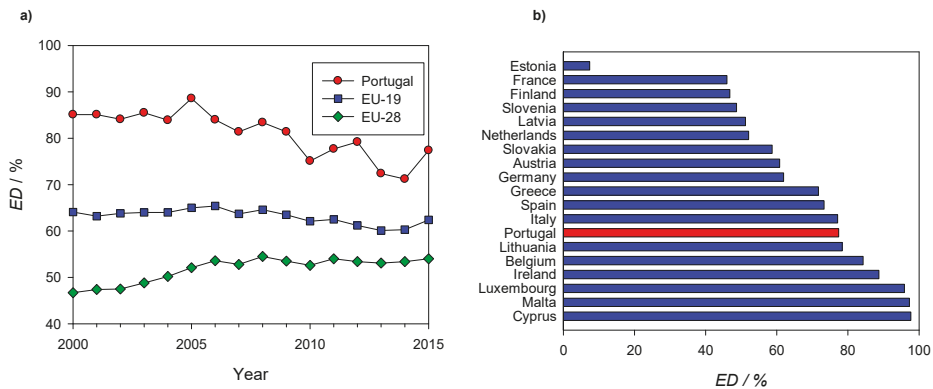 a)
100
90
80
70
60
50
40
ED / %
2000
2005
2010
2015
Year
Portugal
EU-19
EU-28
b)
Estonia
France
Finland
Slovenia
Latvia
Netherlands
Slovakia
Austria
Germany
Greece
Spain
Italy
Portugal
Lithuania
Belgium
Ireland
Luxembourg
Malta
Cyprus
0
20
40
60
80
100
ED / %